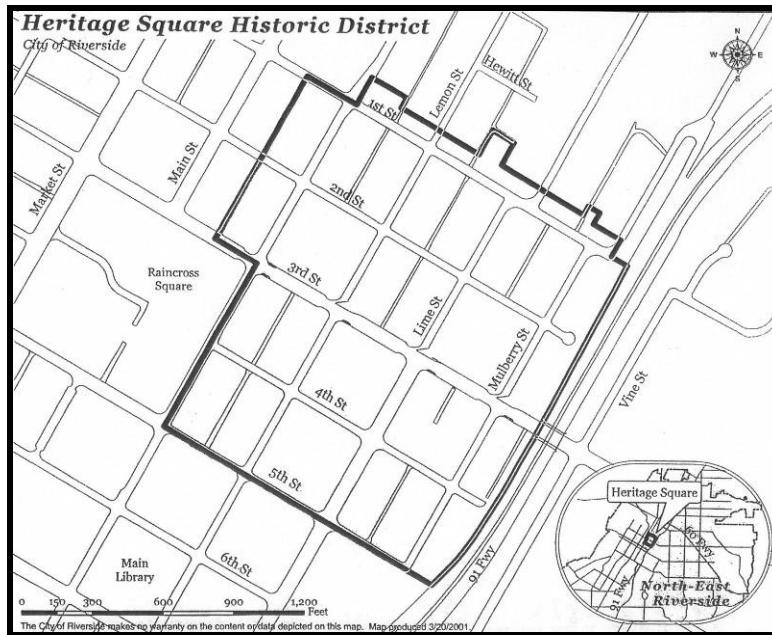 Heritage Square Historic District
City of Riverside
N
W E
S
Hewitt St
Lemon St
1st St
Main St
Market St
2nd St
Raincross
Square
3rd St
Lime St
Mulberry St
Vine St
4th St
5th St
Heritage Square
60 Fwy
91 Fwy
North-East
Riverside
91 Fwy
Main
Library
6th St
0 150 300 600 900 1,200
Feet
The City of Riverside makes no warranty on the content or data depicted on this map. Map produced 3/20/2001.